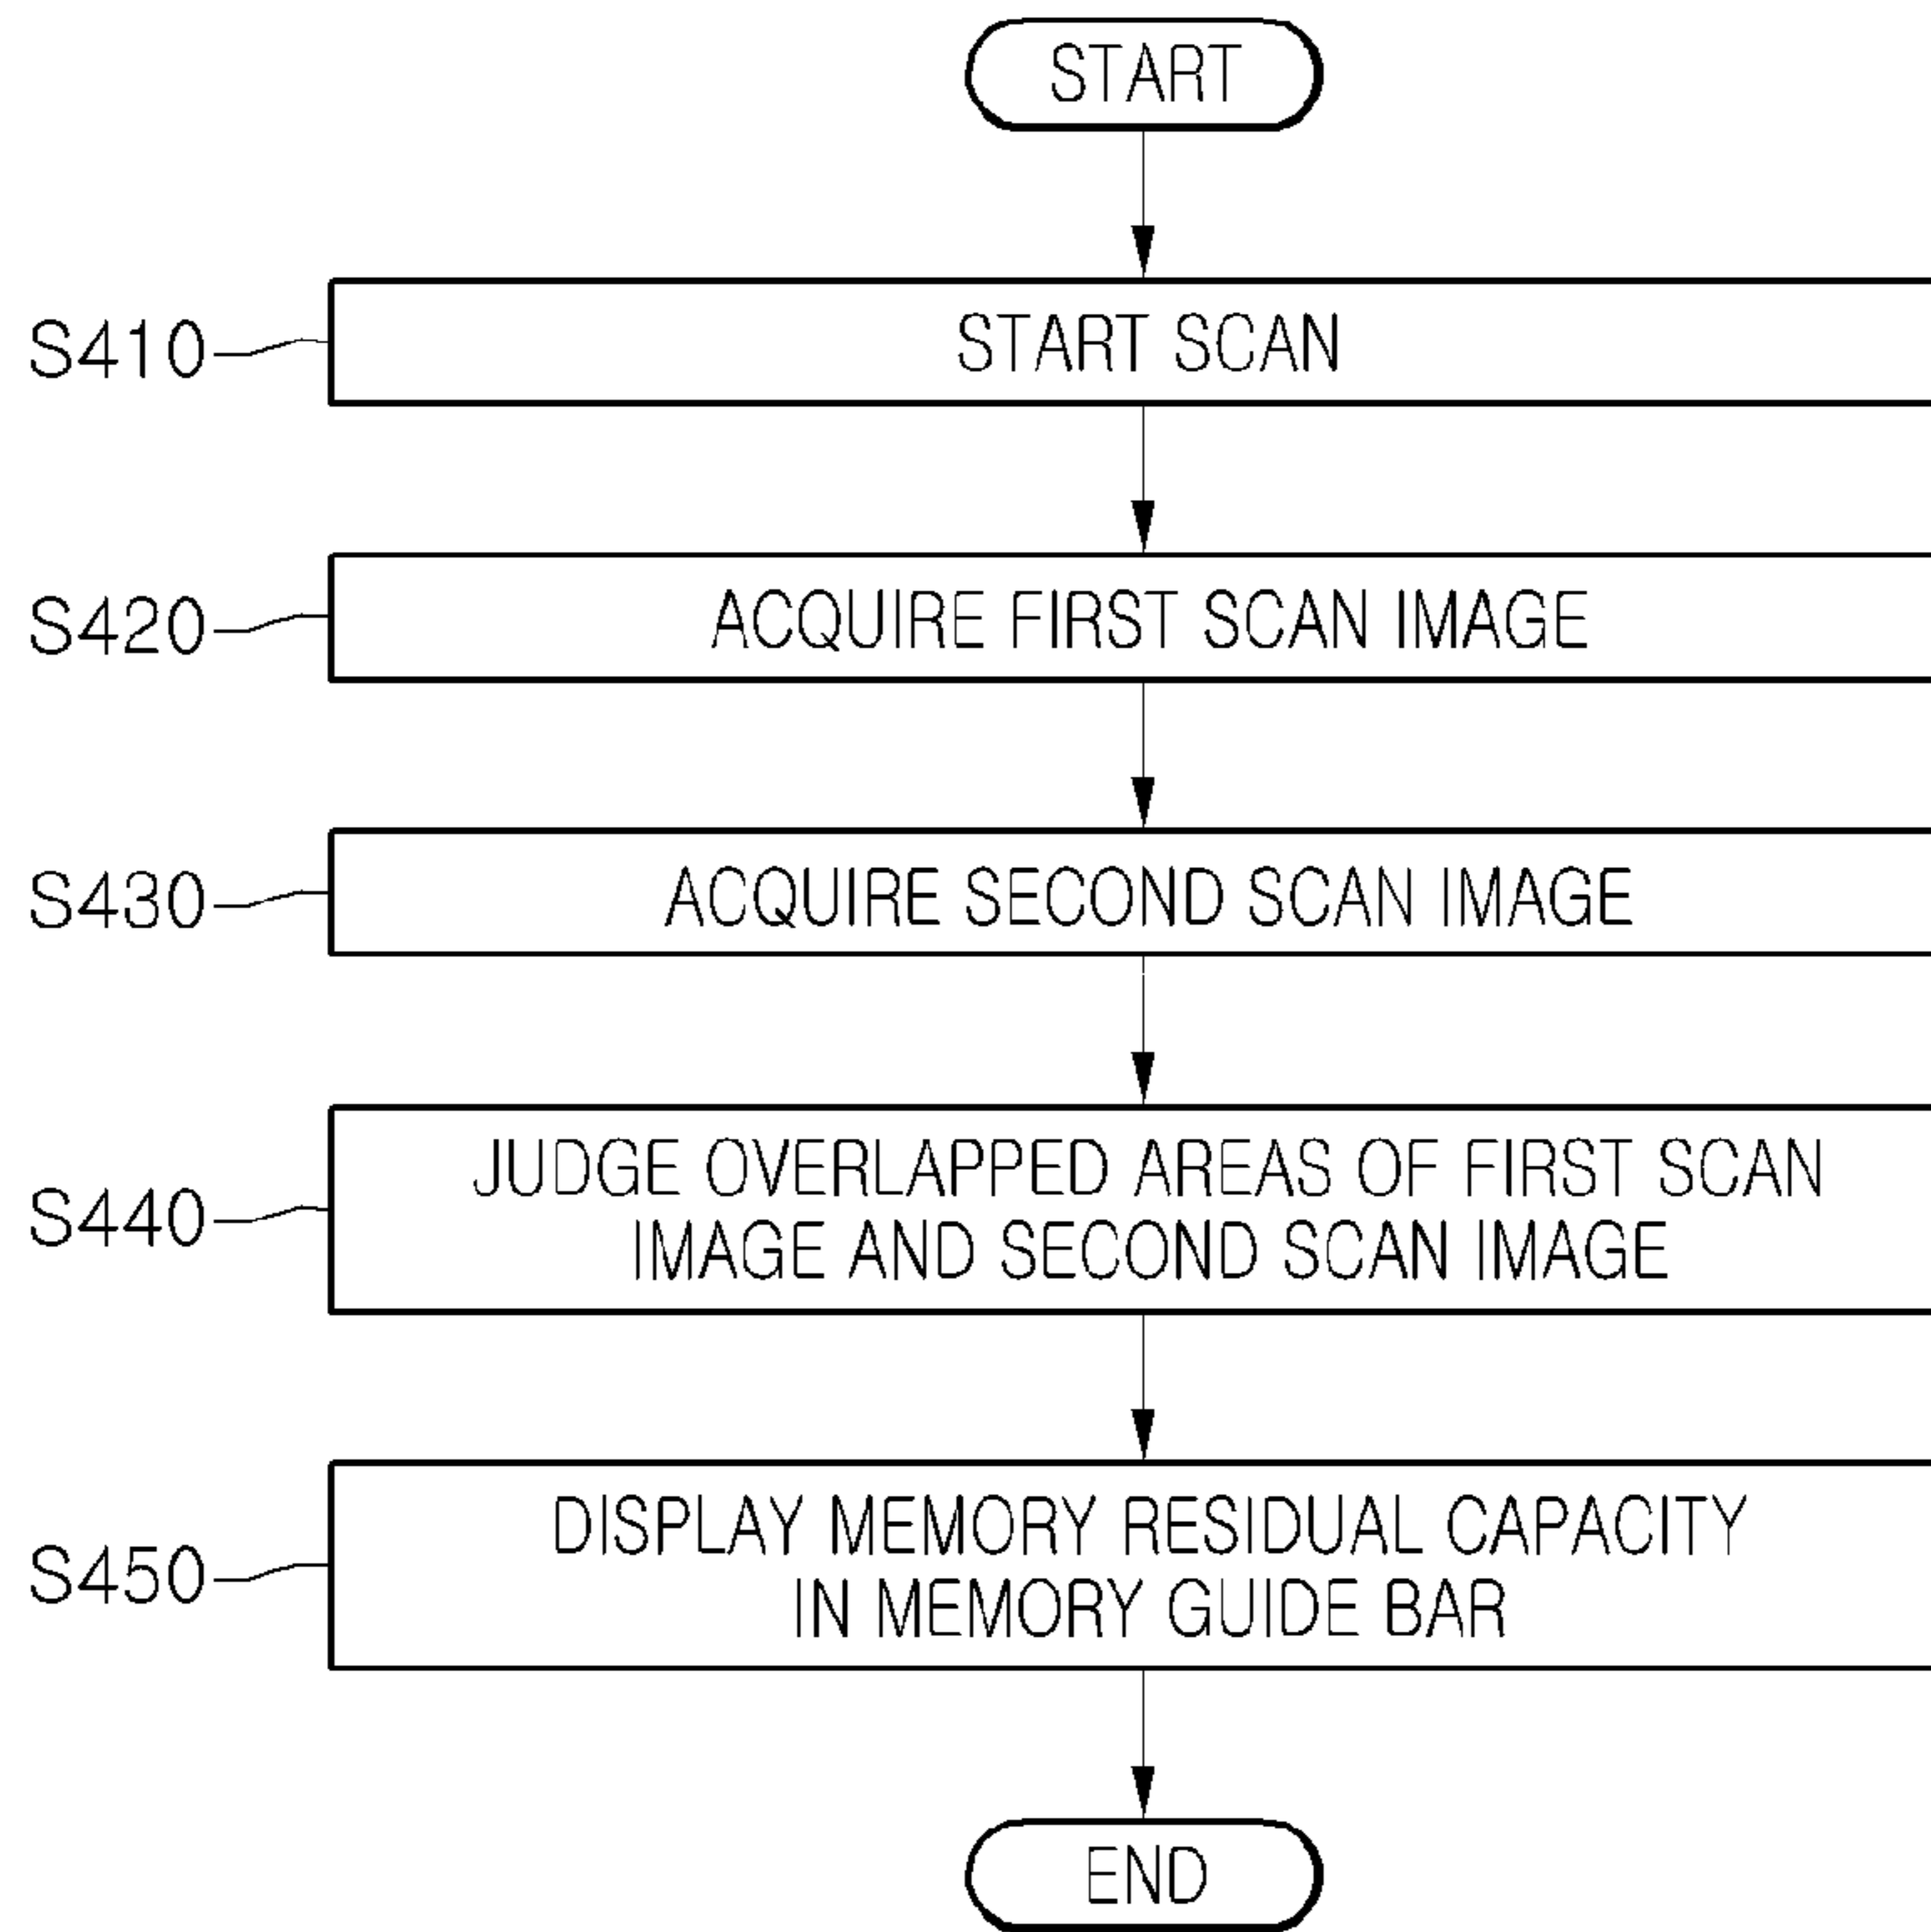 START
S410
START SCAN
S420
ACQUIRE FIRST SCAN IMAGE
S430
ACQUIRE SECOND SCAN IMAGE
S440
JUDGE OVERLAPPED AREAS OF FIRST SCAN
IMAGE AND SECOND SCAN IMAGE
S450
DISPLAY MEMORY RESIDUAL CAPACITY
IN MEMORY GUIDE BAR
END